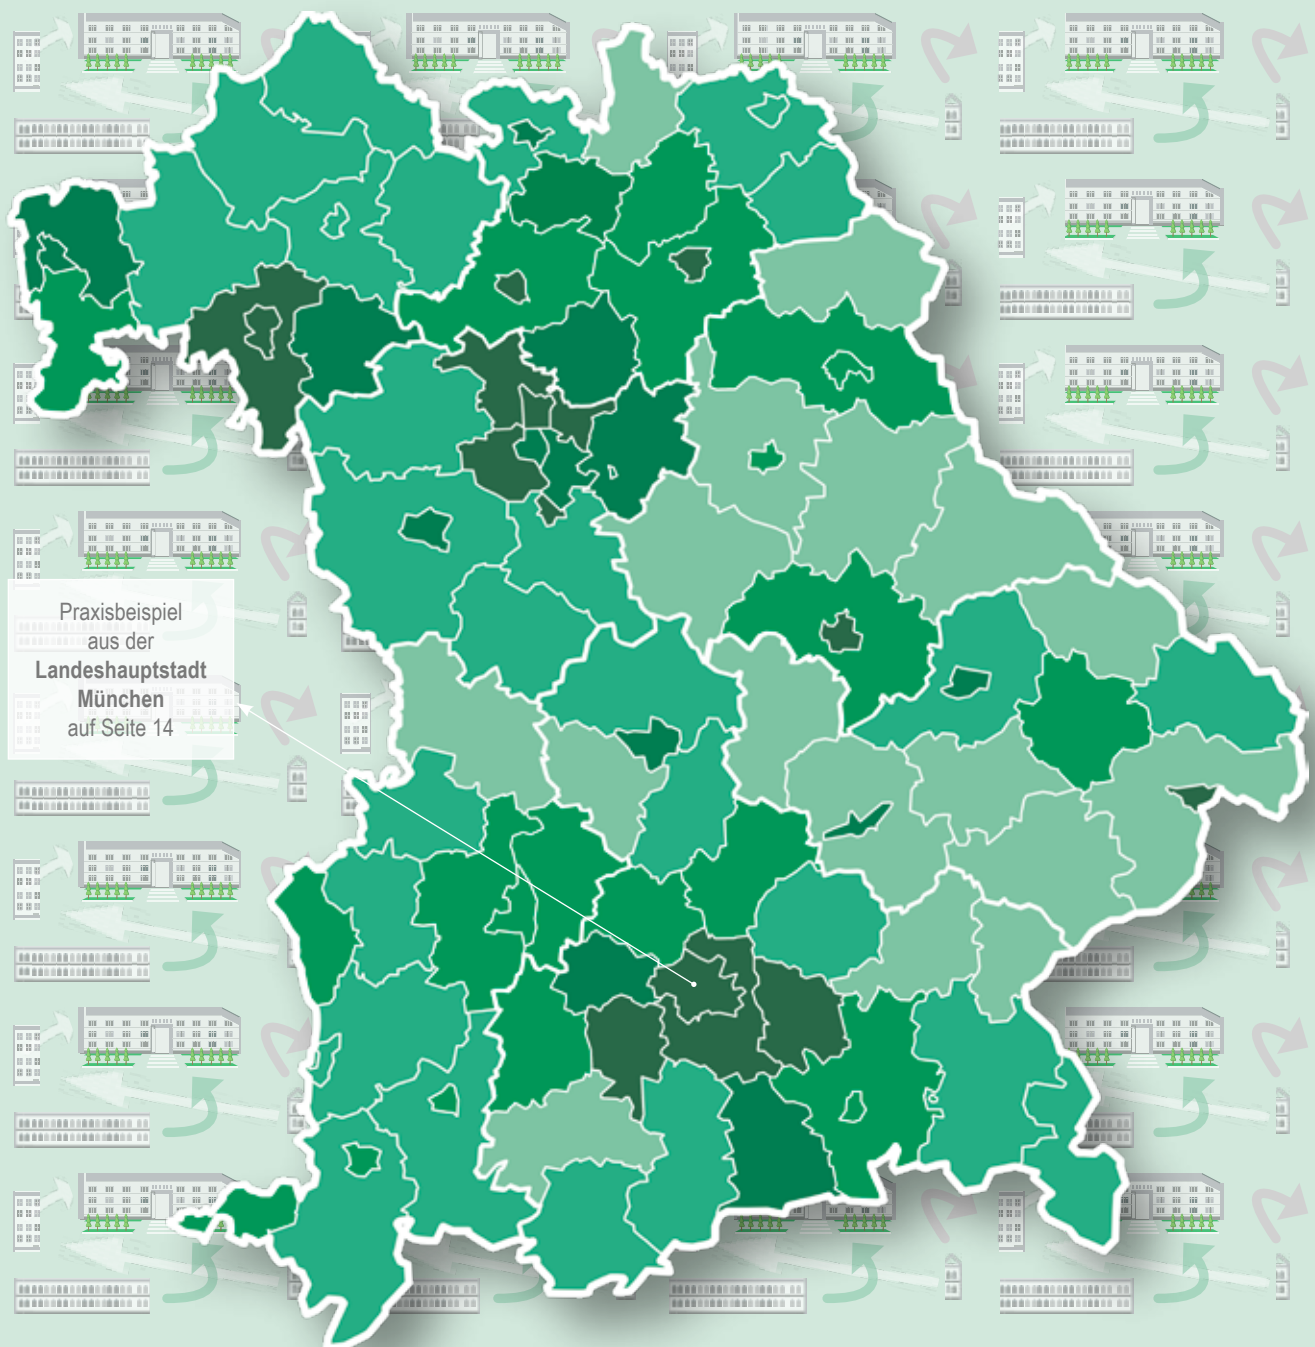 Praxisbeispiel
aus der
Landeshauptstadt
München
auf Seite 14